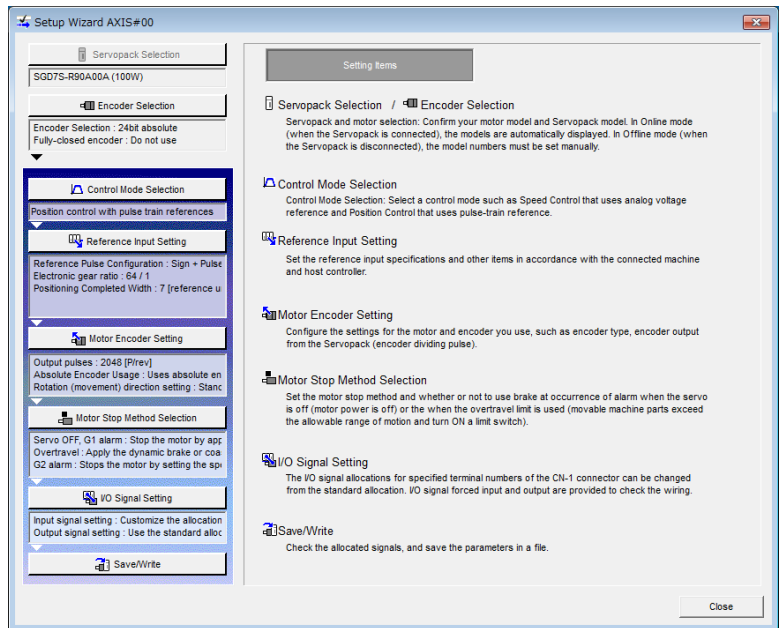 Setup Wizard AXIS#00
Servopack Selection
SGD7S-R90A00A (100W)
Encoder Selection
Encoder Selection : 24bit absolute
Fully-closed encoder : Do not use
Control Mode Selection
Position control with pulse train references
Reference Input Setting
Reference Pulse Configuration : Sign + Pulse
Electronic gear ratio : 64 / 1
Positioning Completed Width : 7 [reference u
Motor Encoder Setting
Output pulses : 2048 [P/rev]
Absolute Encoder Usage : Uses absolute en
Rotation (movement) direction setting : Stanc
Motor Stop Method Selection
Servo OFF, G1 alarm : Stop the motor by app
Overtravel : Apply the dynamic brake or coa
G2 alarm : Stops the motor by setting the spe
I/O Signal Setting
Input signal setting : Customize the allocation
Output signal setting : Use the standard alloc
Save/Write
Setting items
Servopack Selection / Encoder Selection
Servopack and motor selection: Confirm your motor model and Servopack model. In Online mode
(when the Servopack is connected), the models are automatically displayed. In Offline mode (when
the Servopack is disconnected), the model numbers must be set manually.
Control Mode Selection
Control Mode Selection: Select a control mode such as Speed Control that uses analog voltage
reference and Position Control that uses pulse-train reference.
Reference Input Setting
Set the reference input specifications and other items in accordance with the connected machine
and host controller.
Motor Encoder Setting
Configure the settings for the motor and encoder you use, such as encoder type, encoder output
from the Servopack (encoder dividing pulse).
Motor Stop Method Selection
Set the motor stop method and whether or not to use brake at occurrence of alarm when the servo
is off (motor power is off) or the when the overtravel limit is used (movable machine parts exceed
the allowable range of motion and turn ON a limit switch).
I/O Signal Setting
The I/O signal allocations for specified terminal numbers of the CN-1 connector can be changed
from the standard allocation. I/O signal forced input and output are provided to check the wiring.
Save/Write
Check the allocated signals, and save the parameters in a file.
Close